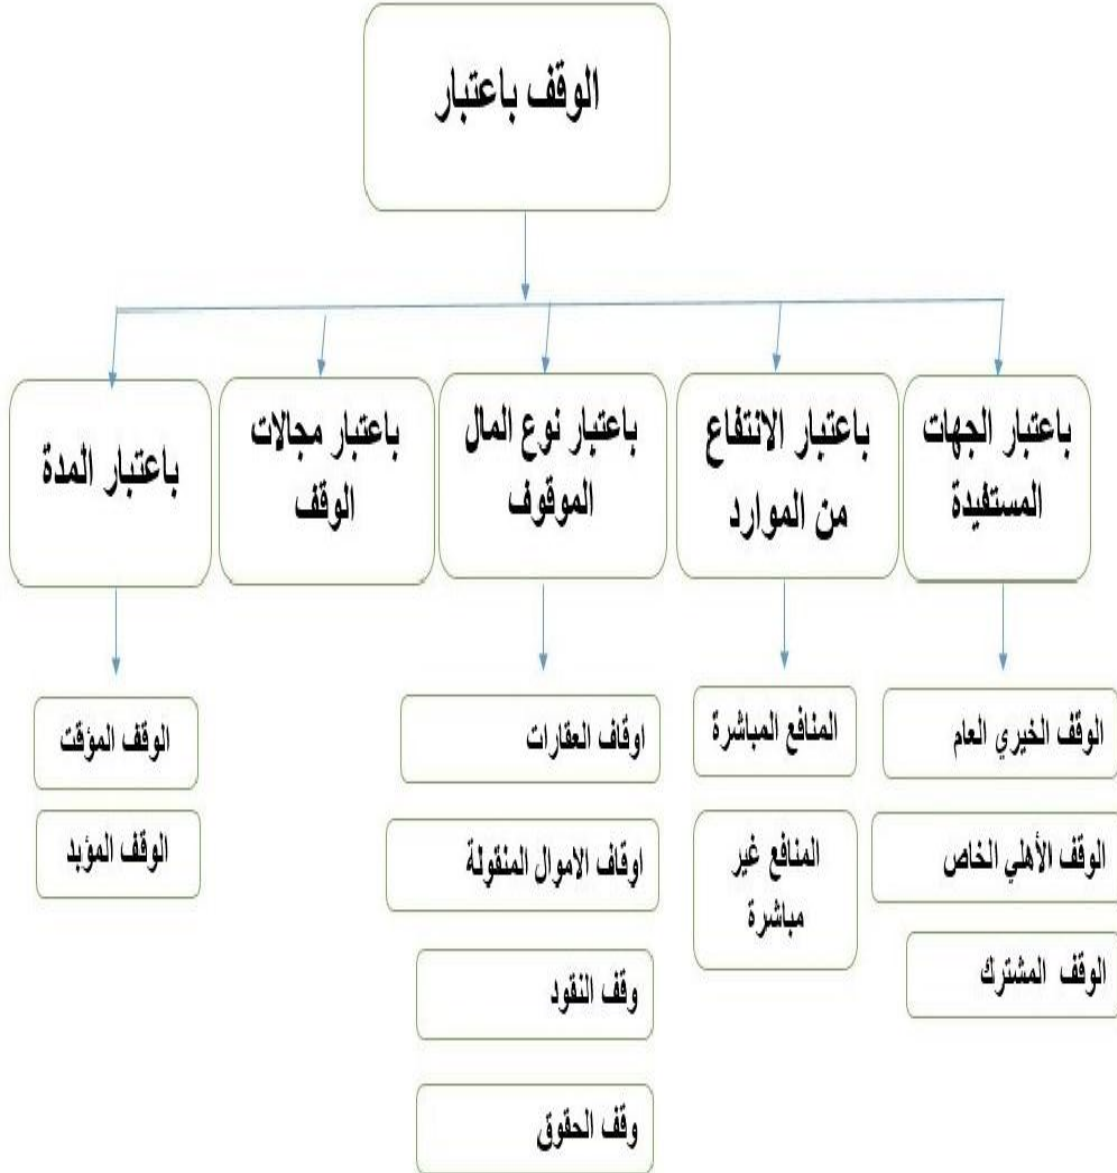 الوقف باعتبار
باعتبار الجهات
المستفيدة
باعتبار الانتفاع
من الموارد
باعتبار نوع المال
الموقوف
باعتبار مجالات
الوقف
باعتبار المدة
الوقف الخيري العام
الوقف الأهلي الخاص
الوقف المشترك
المنافع المباشرة
المنافع غير
مباشرة
اوقاف العقارات
اوقاف الاموال المنقولة
وقف النقود
وقف الحقوق
الوقف المؤقت
الوقف المؤبد